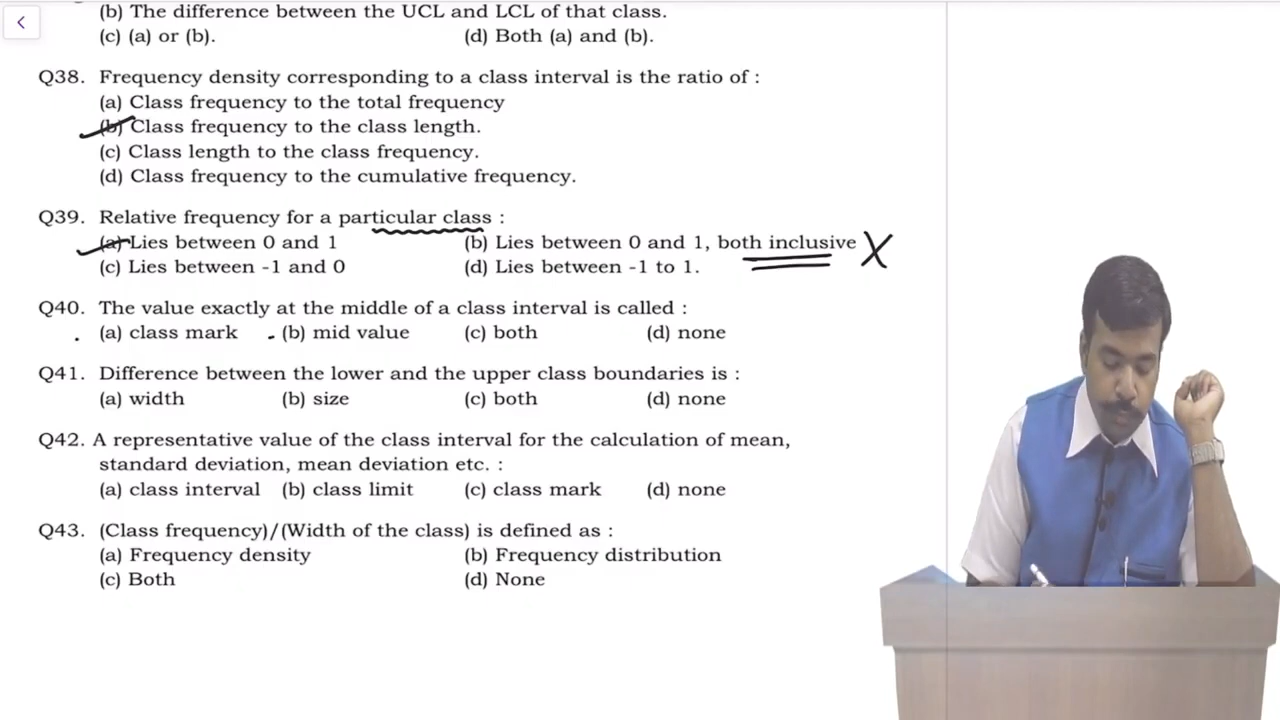 (b) The difference between the UCL and LCL of that class.
(c) (a) or (b). (d) Both (a) and (b).
Q38. Frequency density corresponding to a class interval is the ratio of :
(a) Class frequency to the total frequency
(b) Class frequency to the class length.
(c) Class length to the class frequency.
(d) Class frequency to the cumulative frequency.
Q39. Relative frequency for a particular class :
(a) Lies between 0 and 1 (b) Lies between 0 and 1, both inclusive X
(c) Lies between -1 and 0 (d) Lies between -1 to 1.
Q40. The value exactly at the middle of a class interval is called :
(a) class mark (b) mid value (c) both (d) none
Q41. Difference between the lower and the upper class boundaries is :
(a) width (b) size (c) both (d) none
Q42. A representative value of the class interval for the calculation of mean,
standard deviation, mean deviation etc. :
(a) class interval (b) class limit (c) class mark (d) none
Q43. (Class frequency)/(Width of the class) is defined as :
(a) Frequency density (b) Frequency distribution
(c) Both (d) None